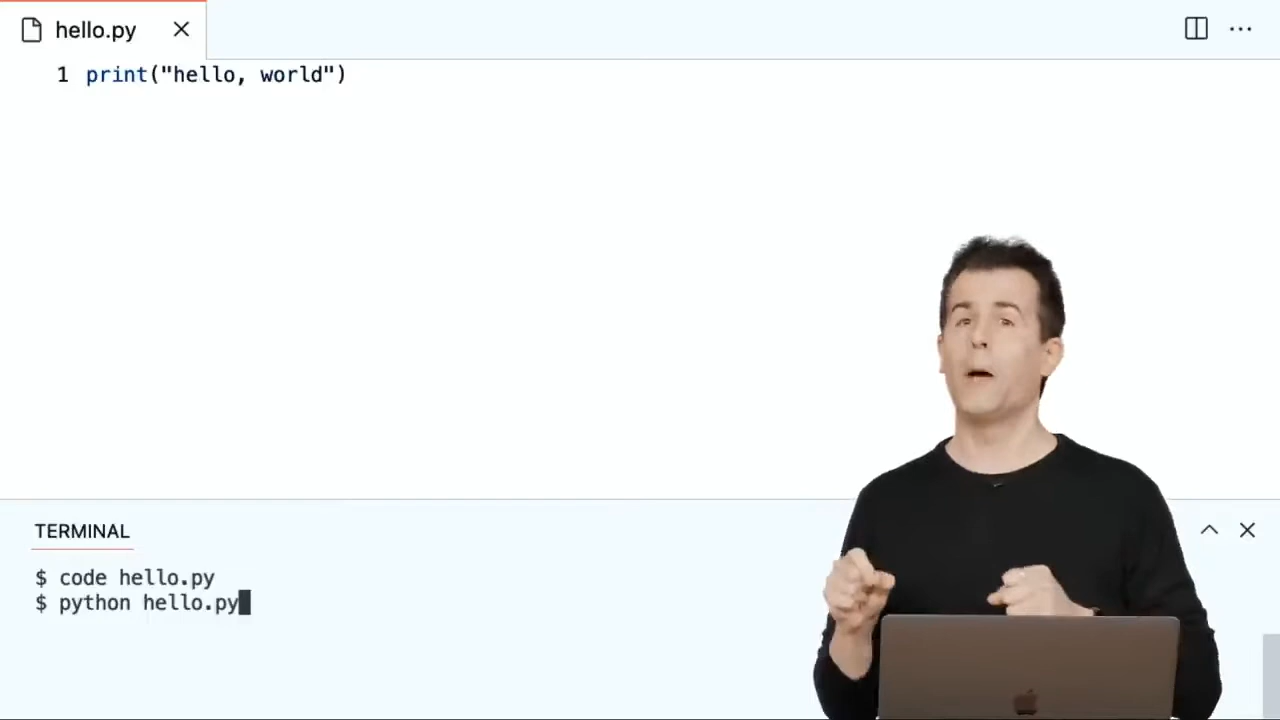 hello.py
1 print("hello, world")
TERMINAL
$ code hello.py
$ python hello.py